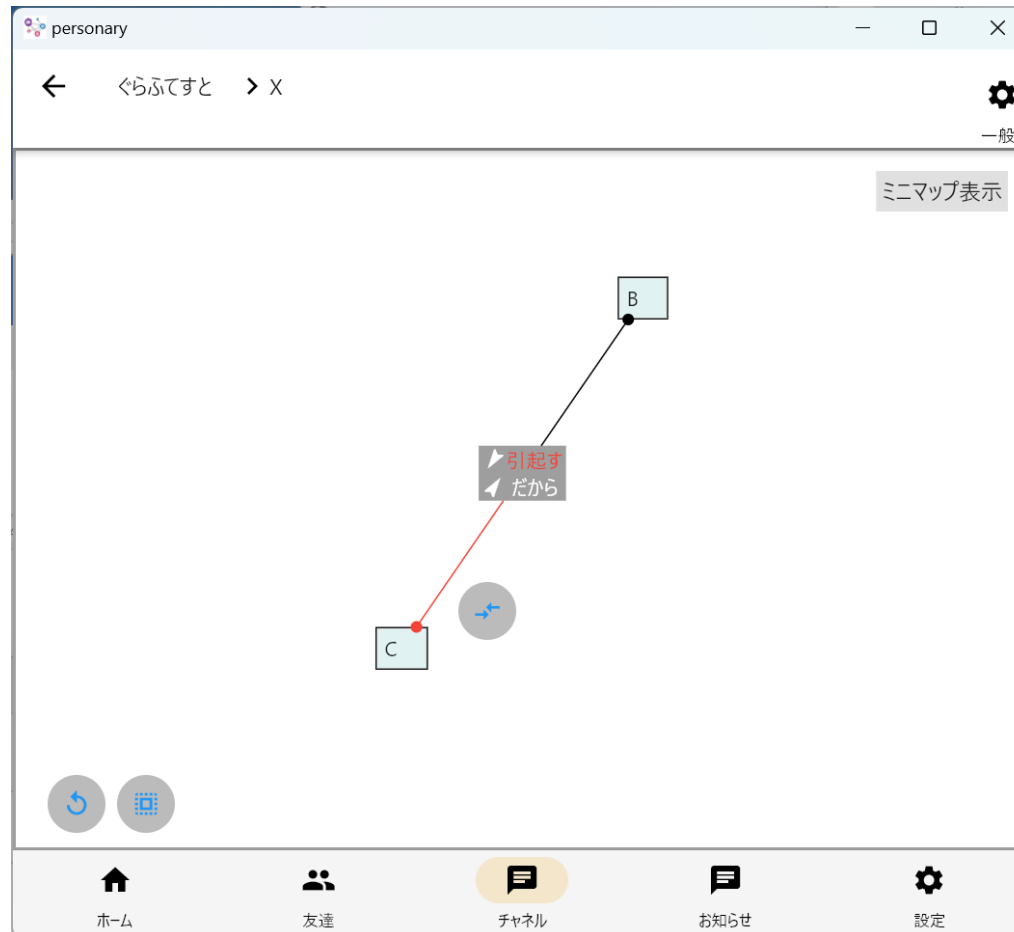 personary
ぐらふてすと X
一般
ミニマップ表示
B
引起す
だから
C
ホーム 友達 チャネル お知らせ 設定